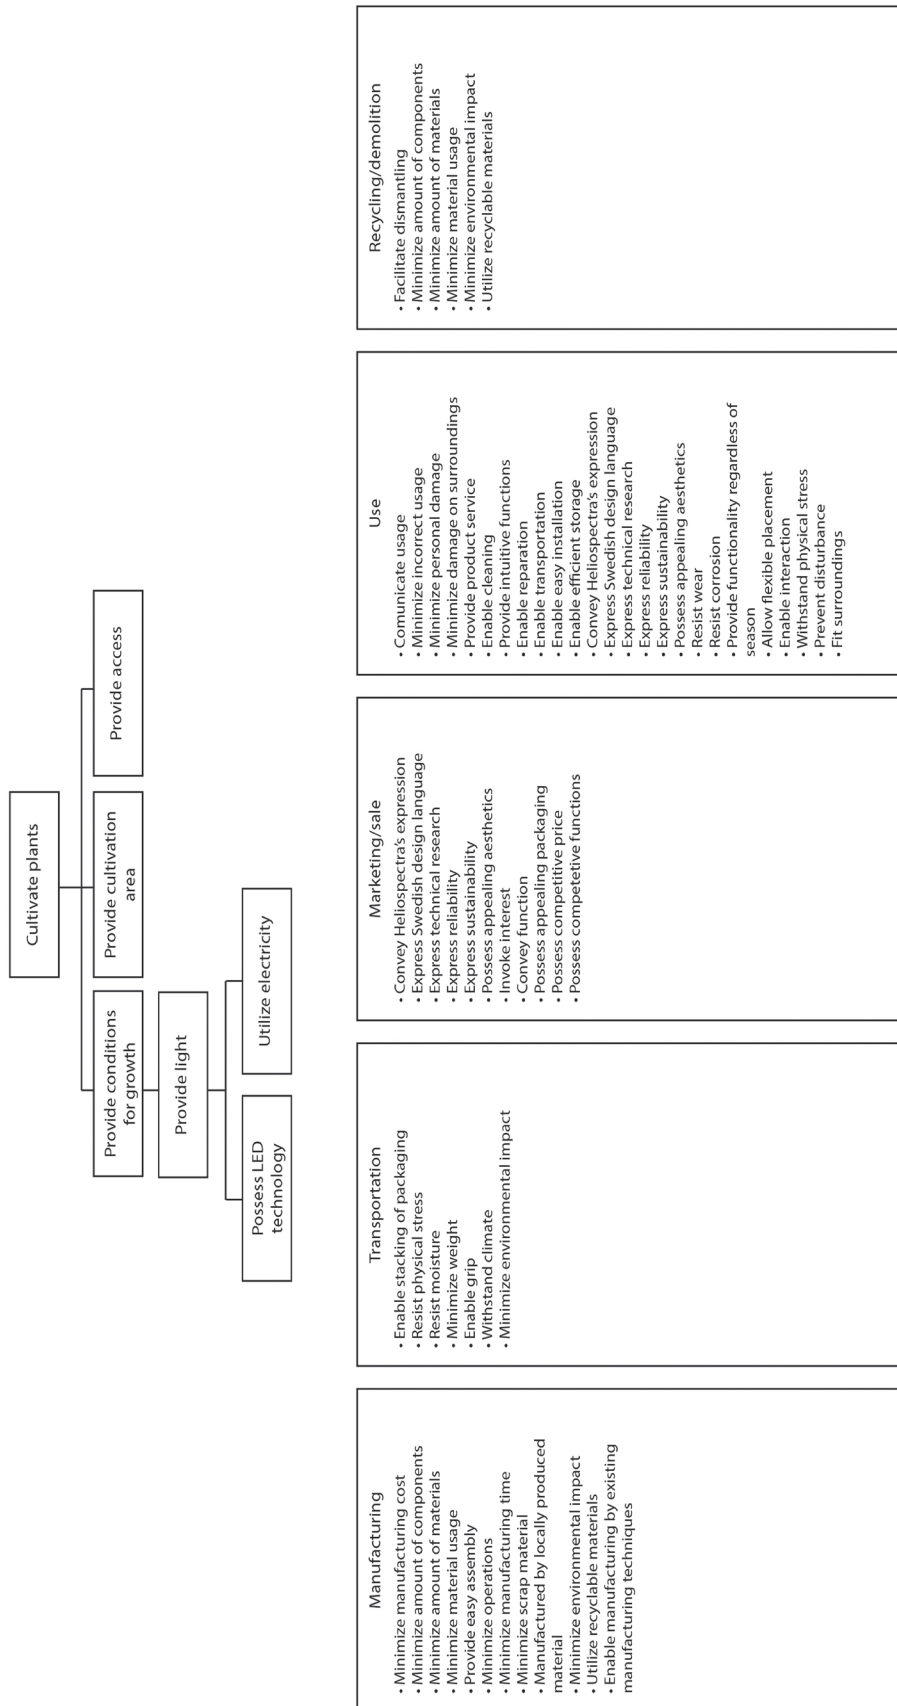 Cultivate plants
Provide conditions
for growth
Provide cultivation
area
Provide access
Provide light
Possess LED
technology
Utilize electricity
Manufacturing
• Minimize manufacturing cost
• Minimize amount of components
• Minimize amount of materials
• Minimize material usage
• Provide easy assembly
• Minimize operations
• Minimize manufacturing time
• Minimize scrap material
• Manufactured by locally produced
material
• Minimize environmental impact
• Utilize recyclable materials
• Enable manufacturing by existing
manufacturing techniques
Transportation
• Enable stacking of packaging
• Resist physical stress
• Resist moisture
• Minimize weight
• Enable grip
• Withstand climate
• Minimize environmental impact
Marketing/sale
• Convey Heliospectra's expression
• Express Swedish design language
• Express technical research
• Express reliability
• Express sustainability
• Possess appealing aesthetics
• Invoke interest
• Convey function
• Possess appealing packaging
• Possess competitive price
• Possess competetive functions
Use
• Comunicate usage
• Minimize incorrect usage
• Minimize personal damage
• Minimize damage on surroundings
• Provide product service
• Enable cleaning
• Provide intuitive functions
• Enable reparation
• Enable transportation
• Enable easy installation
• Enable efficient storage
• Convey Heliospectra's expression
• Express Swedish design language
• Express technical research
• Express reliability
• Express sustainability
• Possess appealing aesthetics
• Resist wear
• Resist corrosion
• Provide functionality regardless of
season
• Allow flexible placement
• Enable interaction
• Withstand physical stress
• Prevent disturbance
• Fit surroundings
Recycling/demolition
• Facilitate dismantling
• Minimize amount of components
• Minimize amount of materials
• Minimize material usage
• Minimize environmental impact
• Utilize recyclable materials